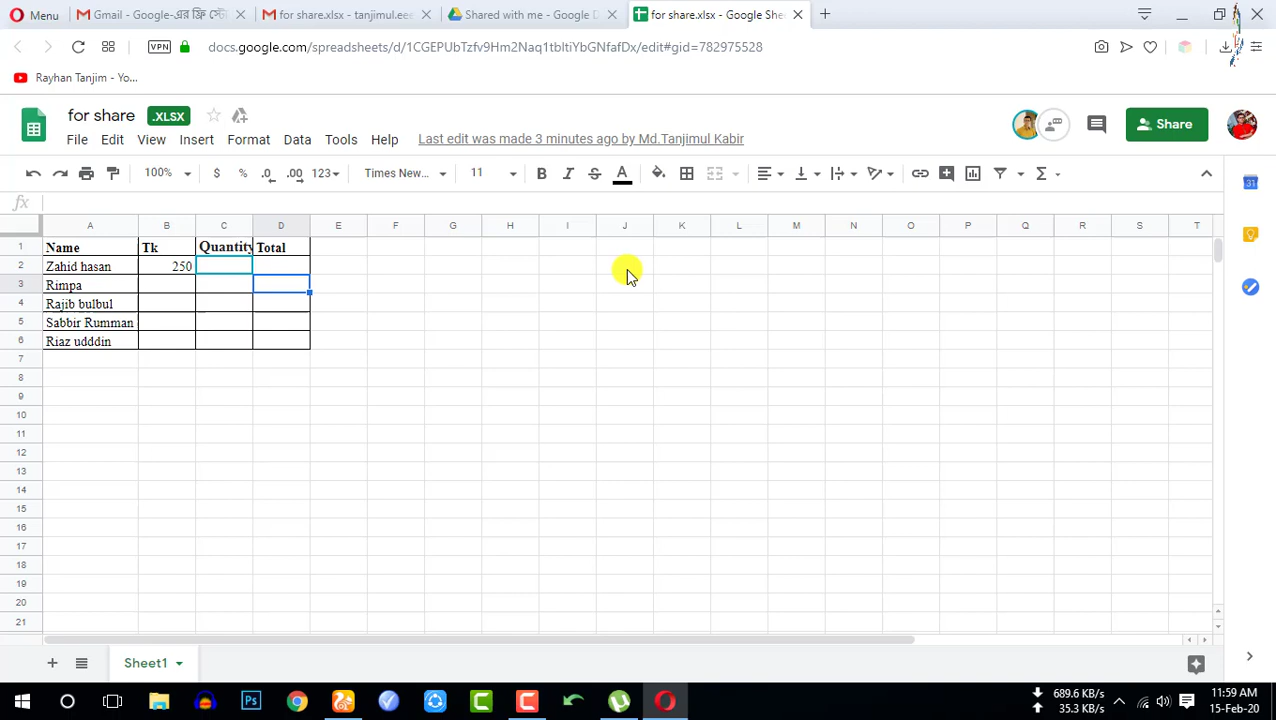 Menu
Gmail - Google-এর ফ্রি
for share.xlsx - tanjimul.eee
Shared with me - Google D
for share.xlsx - Google Shee
VPN
docs.google.com/spreadsheets/d/1CGEPUbTzfv9Hm2Naq1tbltiYbGNfafDx/edit#gid=782975528
Rayhan Tanjim - Yo...
for share .XLSX
File Edit View Insert Format Data Tools Help Last edit was made 3 minutes ago by Md.Tanjimul Kabir
Share
100% $ % .0 .00 123 Times New... 11 B I S A Σ
fx
A B C D E F G H I J K L M N O P Q R S T
1 Name Tk Quantity Total
2 Zahid hasan 250
3 Rimpa
4 Rajib bulbul
5 Sabbir Rumman
6 Riaz udddin
7
8
9
10
11
12
13
14
15
16
17
18
19
20
21
31
Sheet1
Ps
689.6 KB/s
35.3 KB/s
11:59 AM
15-Feb-20